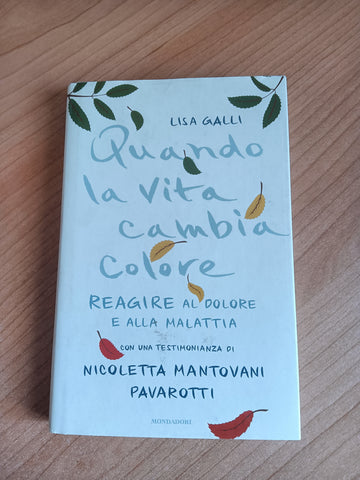 LISA GALLI
Quando
la vita
cambia
colore
REAGIRE AL DOLORE
E ALLA MALATTIA
CON UNA TESTIMONIANZA DI
NICOLETTA MANTOVANI
PAVAROTTI
MONDADORI